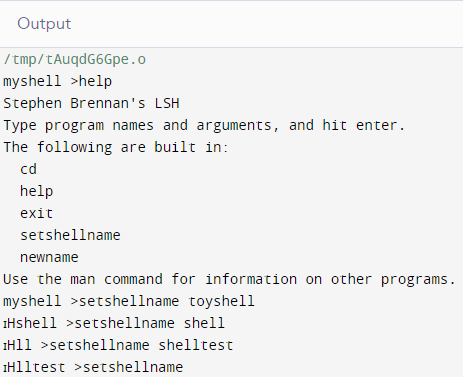 Output
/tmp/tAuqdG6Gpe.o
myshell >help
Stephen Brennan's LSH
Type program names and arguments, and hit enter.
The following are built in:
  cd
  help
  exit
  setshellname
  newname
Use the man command for information on other programs.
myshell >setshellname toyshell
ɪHshell >setshellname shell
ɪHll >setshellname shelltest
ɪHlltest >setshellname